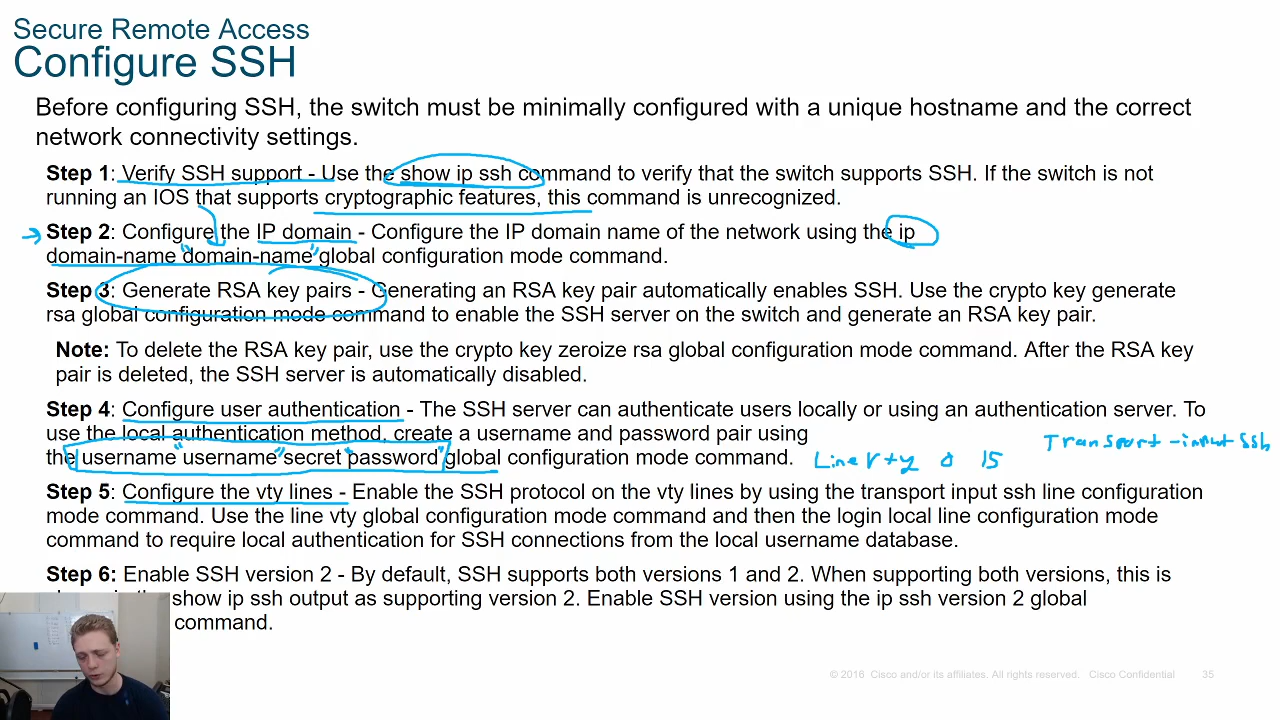 Secure Remote Access
Configure SSH
Before configuring SSH, the switch must be minimally configured with a unique hostname and the correct
network connectivity settings.
Step 1: Verify SSH support - Use the show ip ssh command to verify that the switch supports SSH. If the switch is not
running an IOS that supports cryptographic features, this command is unrecognized.
Step 2: Configure the IP domain - Configure the IP domain name of the network using the ip
domain-name "domain-name" global configuration mode command.
Step 3: Generate RSA key pairs - Generating an RSA key pair automatically enables SSH. Use the crypto key generate
rsa global configuration mode command to enable the SSH server on the switch and generate an RSA key pair.
Note: To delete the RSA key pair, use the crypto key zeroize rsa global configuration mode command. After the RSA key
pair is deleted, the SSH server is automatically disabled.
Step 4: Configure user authentication - The SSH server can authenticate users locally or using an authentication server. To
use the local authentication method, create a username and password pair using
Transport-input SSh
the username "username" secret "password" global configuration mode command.
Line Vty 0 15
Step 5: Configure the vty lines - Enable the SSH protocol on the vty lines by using the transport input ssh line configuration
mode command. Use the line vty global configuration mode command and then the login local line configuration mode
command to require local authentication for SSH connections from the local username database.
Step 6: Enable SSH version 2 - By default, SSH supports both versions 1 and 2. When supporting both versions, this is
show ip ssh output as supporting version 2. Enable SSH version using the ip ssh version 2 global
command.
© 2016 Cisco and/or its affiliates. All rights reserved. Cisco Confidential 35